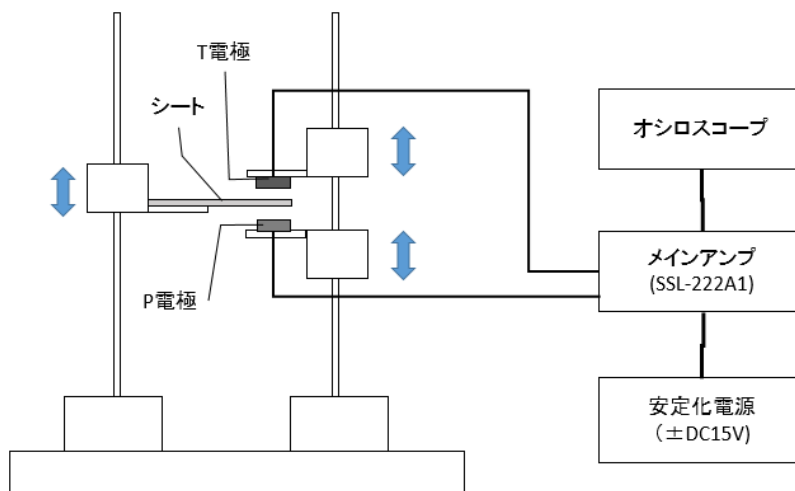 T電極
シート
P電極
オシロスコープ
メインアンプ
(SSL-222A1)
安定化電源
（±DC15V)